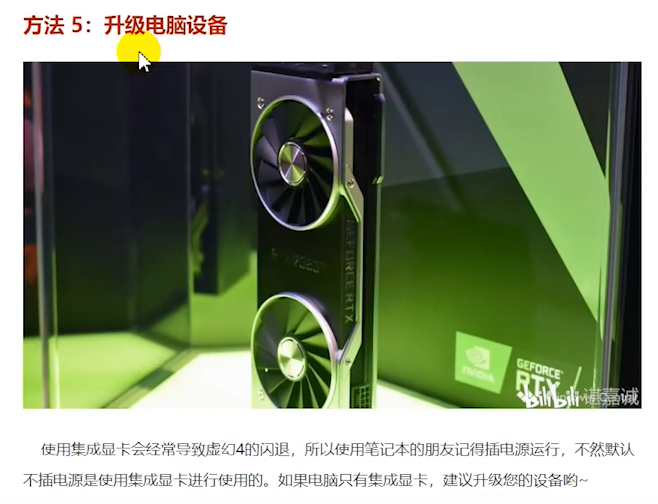 方法 5：升级电脑设备
GEFORCE RTX
NVIDIA
GEFORCE
RTX
bilibili 谌嘉诚
使用集成显卡会经常导致虚幻4的闪退，所以使用笔记本的朋友记得插电源运行，不然默认
不插电源是使用集成显卡进行使用的。如果电脑只有集成显卡，建议升级您的设备哟~